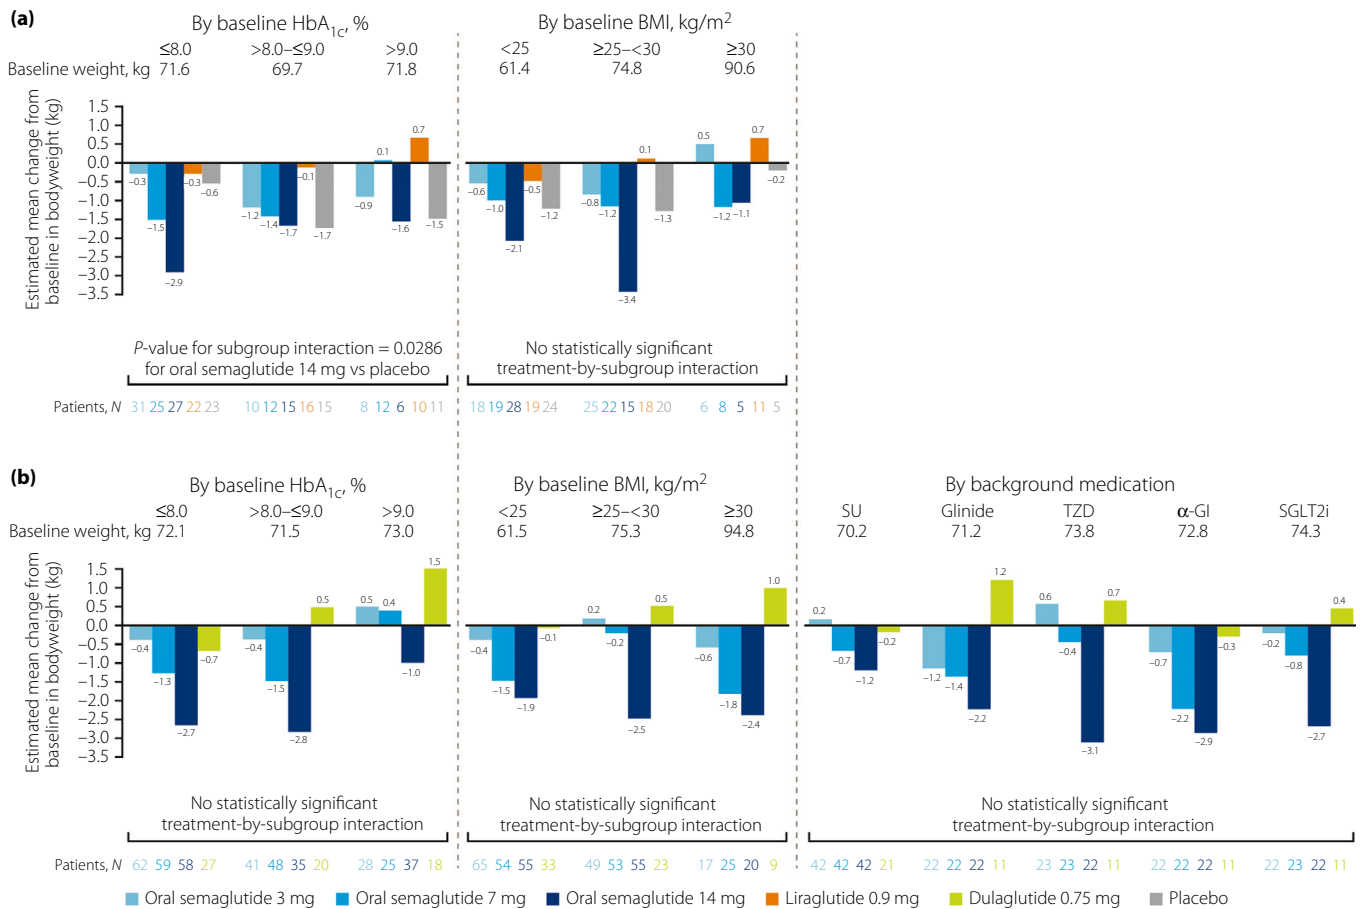 (a)
By baseline HbA1c, %
By baseline BMI, kg/m2
≤8.0 >8.0–≤9.0 >9.0 <25 ≥25–<30 ≥30
Baseline weight, kg 71.6 69.7 71.8 61.4 74.8 90.6
Estimated mean change from
baseline in bodyweight (kg)
1.5
1.0
0.5
0.0
−0.5
−1.0
−1.5
−2.0
−2.5
−3.0
−3.5
−0.3 −1.5 −2.9 −0.3 −0.6
−1.2 −1.4 −1.7 −0.1 −1.7
−0.9 0.1 −1.6 0.7 −1.5
−0.6 −1.0 −2.1 −0.5 −1.2
−0.8 −1.2 −3.4 0.1 −1.3
0.5 −1.2 −1.1 0.7 −0.2
P-value for subgroup interaction = 0.0286
for oral semaglutide 14 mg vs placebo
No statistically significant
treatment-by-subgroup interaction
Patients, N 31 25 27 22 23 10 12 15 16 15 8 12 6 10 11 18 19 28 19 24 25 22 15 18 20 6 8 5 11 5
(b)
By baseline HbA1c, %
By baseline BMI, kg/m2
By background medication
≤8.0 >8.0–≤9.0 >9.0 <25 ≥25–<30 ≥30 SU Glinide TZD α-GI SGLT2i
Baseline weight, kg 72.1 71.5 73.0 61.5 75.3 94.8 70.2 71.2 73.8 72.8 74.3
Estimated mean change from
baseline in bodyweight (kg)
1.5
1.0
0.5
0.0
−0.5
−1.0
−1.5
−2.0
−2.5
−3.0
−3.5
−0.4 −1.3 −2.7 −0.7
−0.4 −1.5 −2.8 0.5
0.5 0.4 −1.0 1.5
−0.4 −1.5 −1.9 −0.1
0.2 −0.2 −2.5 0.5
−0.6 −1.8 −2.4 1.0
0.2 −0.7 −1.2 −0.2
−1.2 −1.4 −2.2 1.2
0.6 −0.4 −3.1 0.7
−0.7 −2.2 −2.9 −0.3
−0.2 −0.8 −2.7 0.4
No statistically significant
treatment-by-subgroup interaction
No statistically significant
treatment-by-subgroup interaction
No statistically significant
treatment-by-subgroup interaction
Patients, N 62 59 58 27 41 48 35 20 28 25 37 18 65 54 55 33 49 53 55 23 17 25 20 9 42 42 42 21 22 22 22 11 23 23 22 11 22 22 22 11 22 23 22 11
Oral semaglutide 3 mg Oral semaglutide 7 mg Oral semaglutide 14 mg Liraglutide 0.9 mg Dulaglutide 0.75 mg Placebo